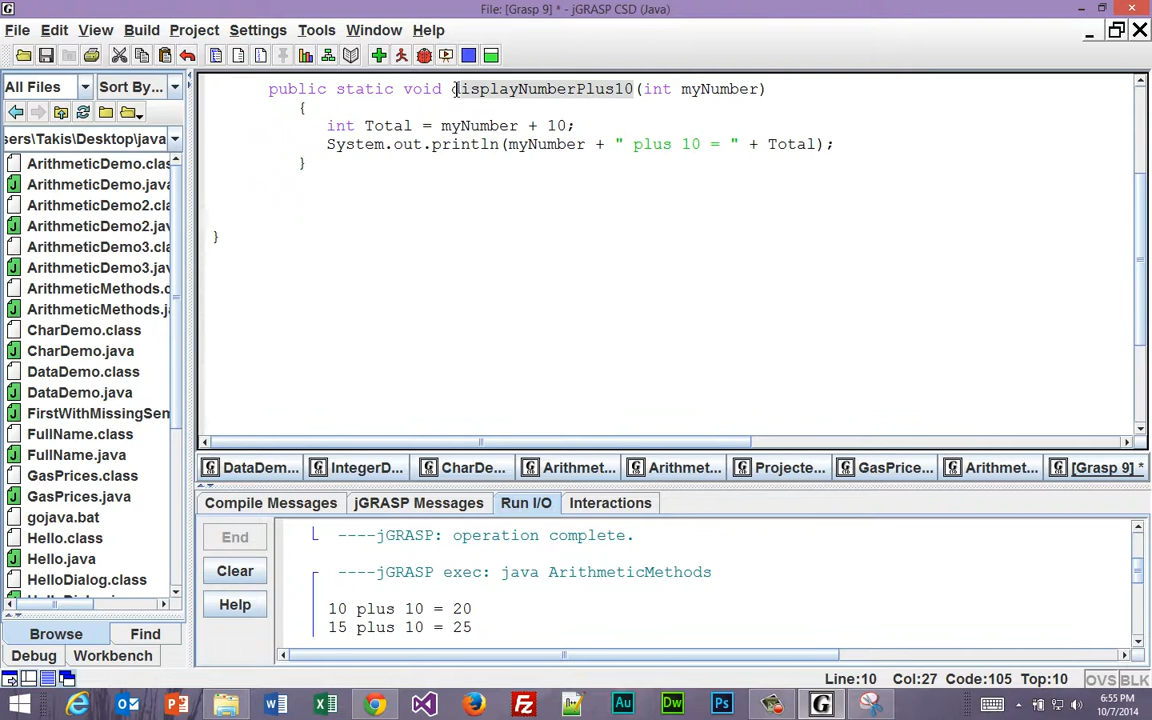 File: [Grasp 9] * - jGRASP CSD (Java)
File Edit View Build Project Settings Tools Window Help
All Files Sort By...
sers\Takis\Desktop\java
ArithmeticDemo.clas
ArithmeticDemo.java
ArithmeticDemo2.cla
ArithmeticDemo2.jav
ArithmeticDemo3.cla
ArithmeticDemo3.jav
ArithmeticMethods.c
ArithmeticMethods.ja
CharDemo.class
CharDemo.java
DataDemo.class
DataDemo.java
FirstWithMissingSem
FullName.class
FullName.java
GasPrices.class
GasPrices.java
gojava.bat
Hello.class
Hello.java
HelloDialog.class
Browse Find
Debug Workbench
public static void displayNumberPlus10(int myNumber)
{
int Total = myNumber + 10;
System.out.println(myNumber + " plus 10 = " + Total);
}
}
DataDem... IntegerD... CharDe... Arithmet... Arithmet... Projecte... GasPrice... Arithmet... [Grasp 9] *
Compile Messages jGRASP Messages Run I/O Interactions
End
Clear
Help
----jGRASP: operation complete.
----jGRASP exec: java ArithmeticMethods
10 plus 10 = 20
15 plus 10 = 25
Line:10 Col:27 Code:105 Top:10 OVS BLK
6:55 PM
10/7/2014